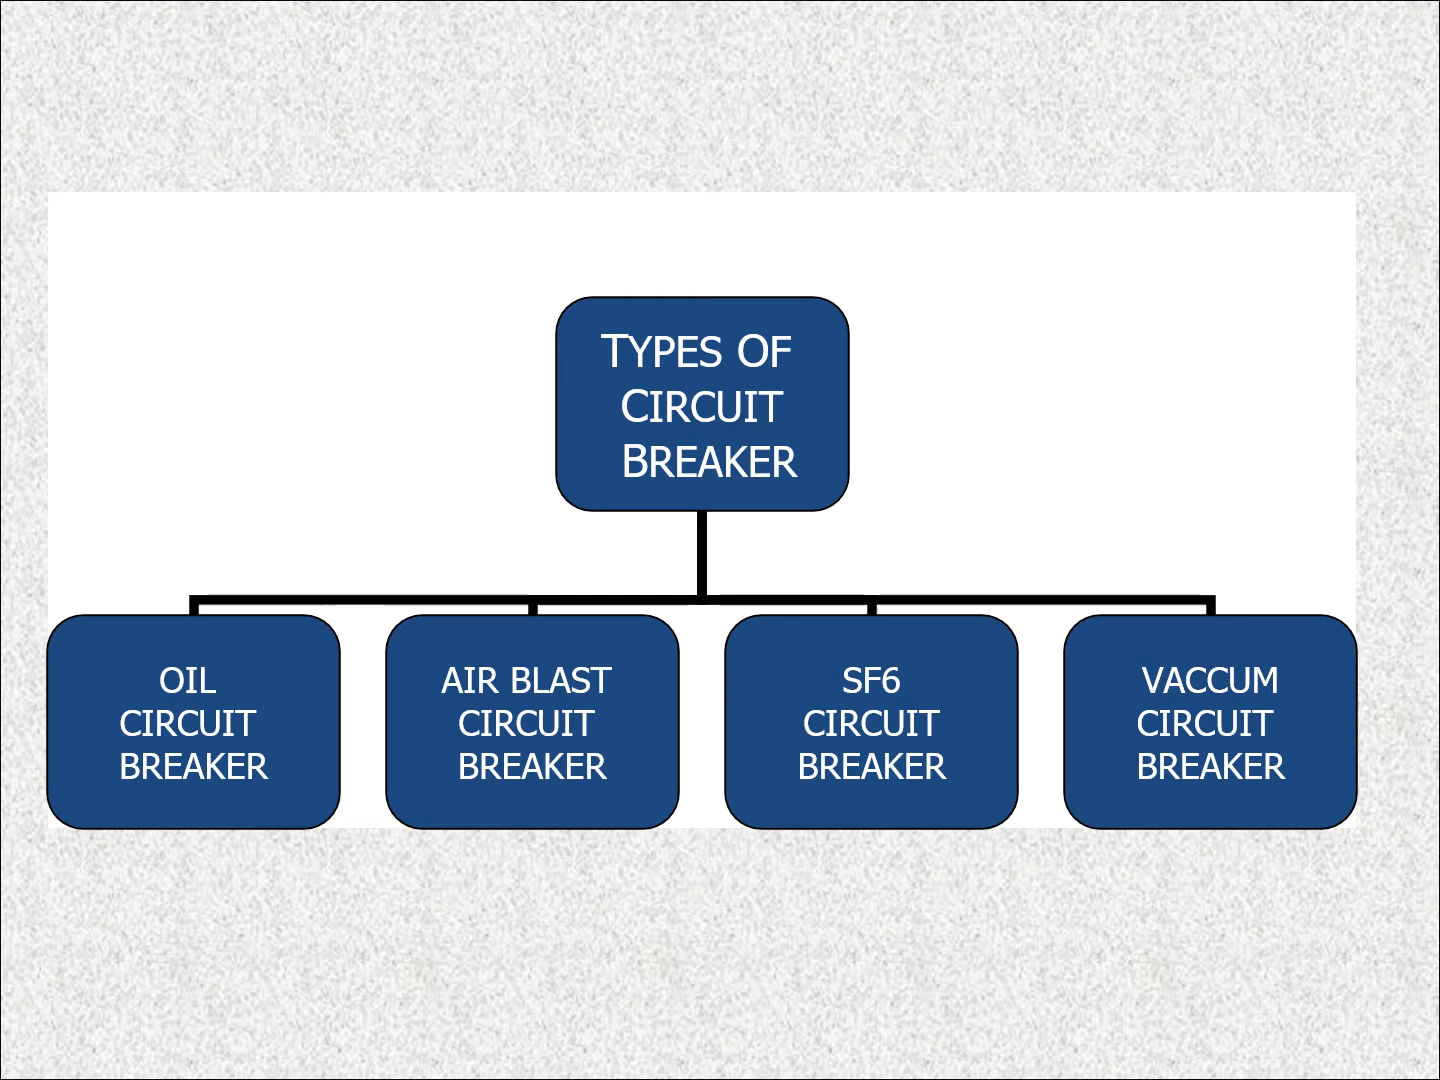 TYPES OF
CIRCUIT
BREAKER
OIL
CIRCUIT
BREAKER
AIR BLAST
CIRCUIT
BREAKER
SF6
CIRCUIT
BREAKER
VACCUM
CIRCUIT
BREAKER